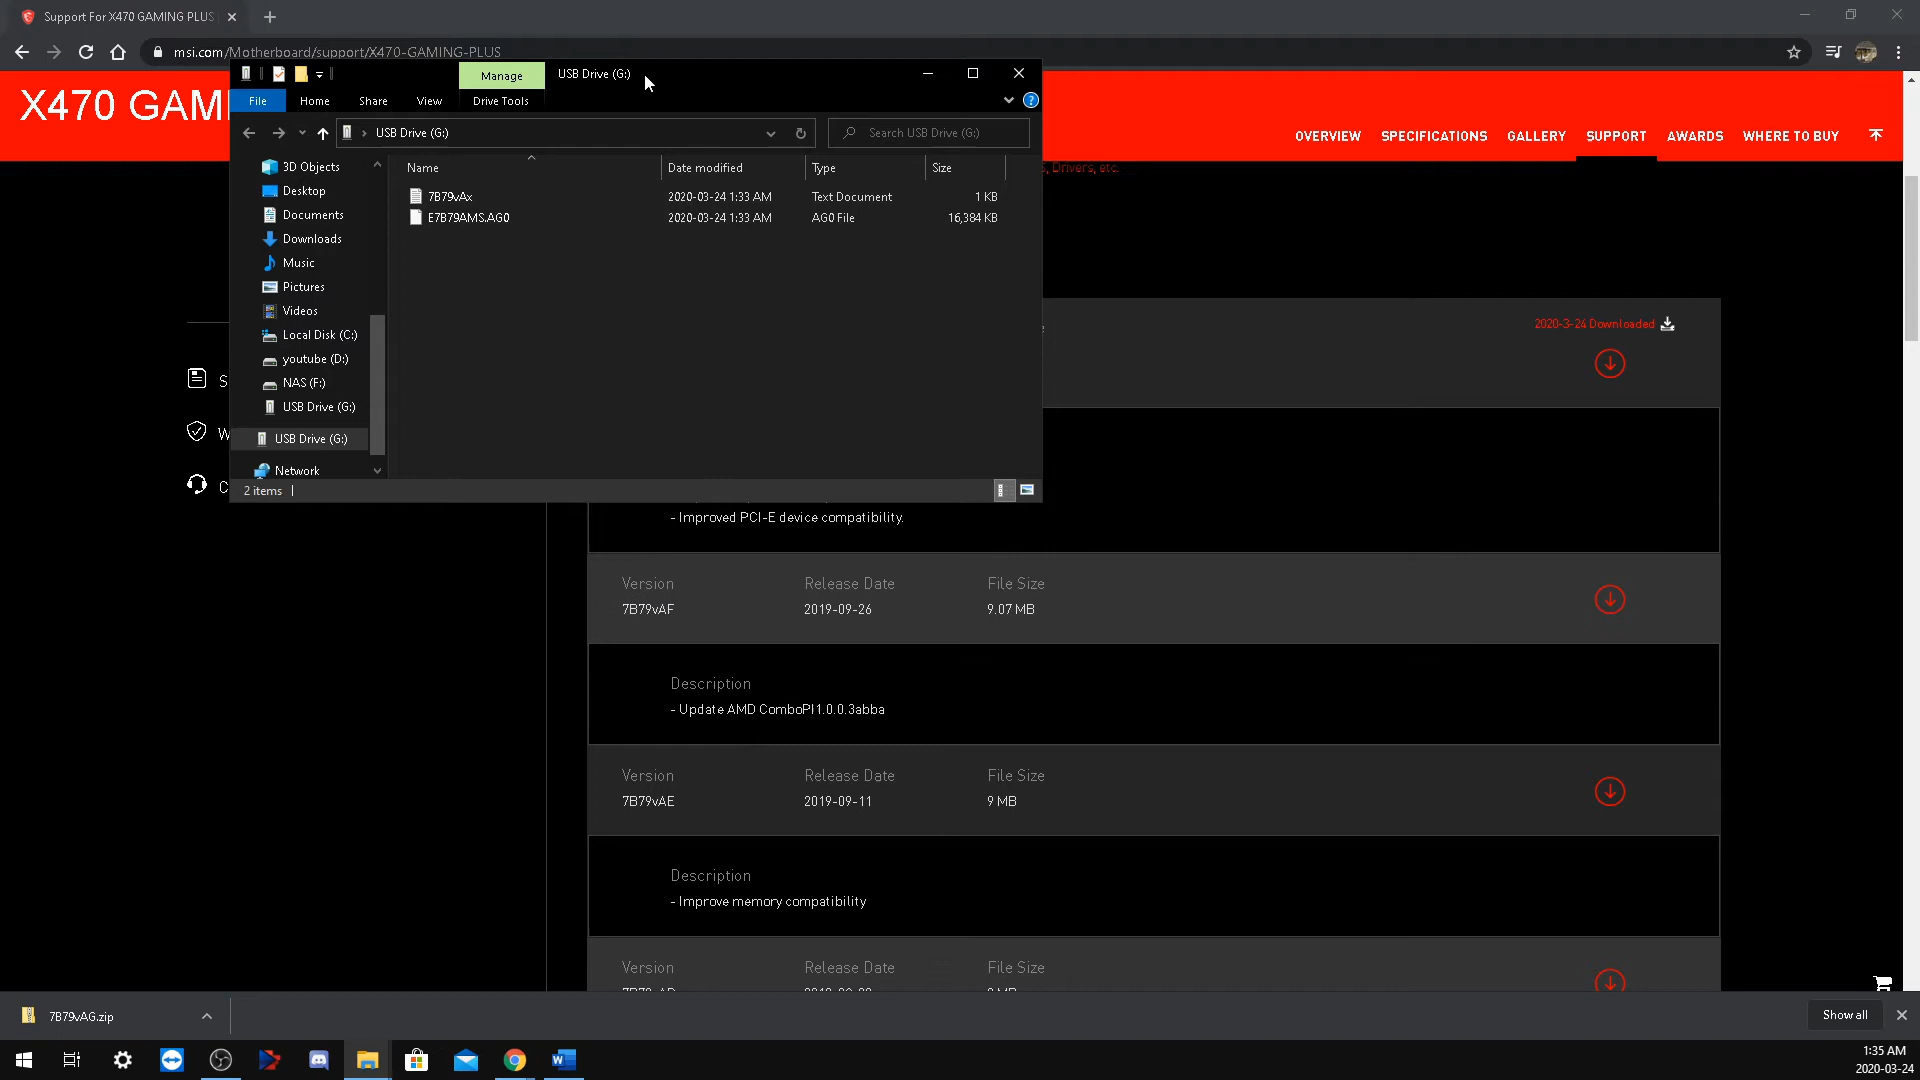 Support For X470 GAMING PLUS
msi.com/Motherboard/support/X470-GAMING-PLUS
X470 GAM
OVERVIEW SPECIFICATIONS GALLERY SUPPORT AWARDS WHERE TO BUY
Drivers, etc.
Manage USB Drive (G:)
File Home Share View Drive Tools
USB Drive (G:) Search USB Drive (G:)
3D Objects
Desktop
Documents
Downloads
Music
Pictures
Videos
Local Disk (C:)
youtube (D:)
NAS (F:)
USB Drive (G:)
USB Drive (G:)
Network
Name Date modified Type Size
7B79vAx 2020-03-24 1:33 AM Text Document 1 KB
E7B79AMS.AG0 2020-03-24 1:33 AM AG0 File 16,384 KB
2 items
S
W
C
2020-3-24 Downloaded
- Improved PCI-E device compatibility.
Version Release Date File Size
7B79vAF 2019-09-26 9.07 MB
Description
- Update AMD ComboPI1.0.0.3abba
Version Release Date File Size
7B79vAE 2019-09-11 9 MB
Description
- Improve memory compatibility
Version Release Date File Size
7B79vAG.zip
Show all
1:35 AM
2020-03-24